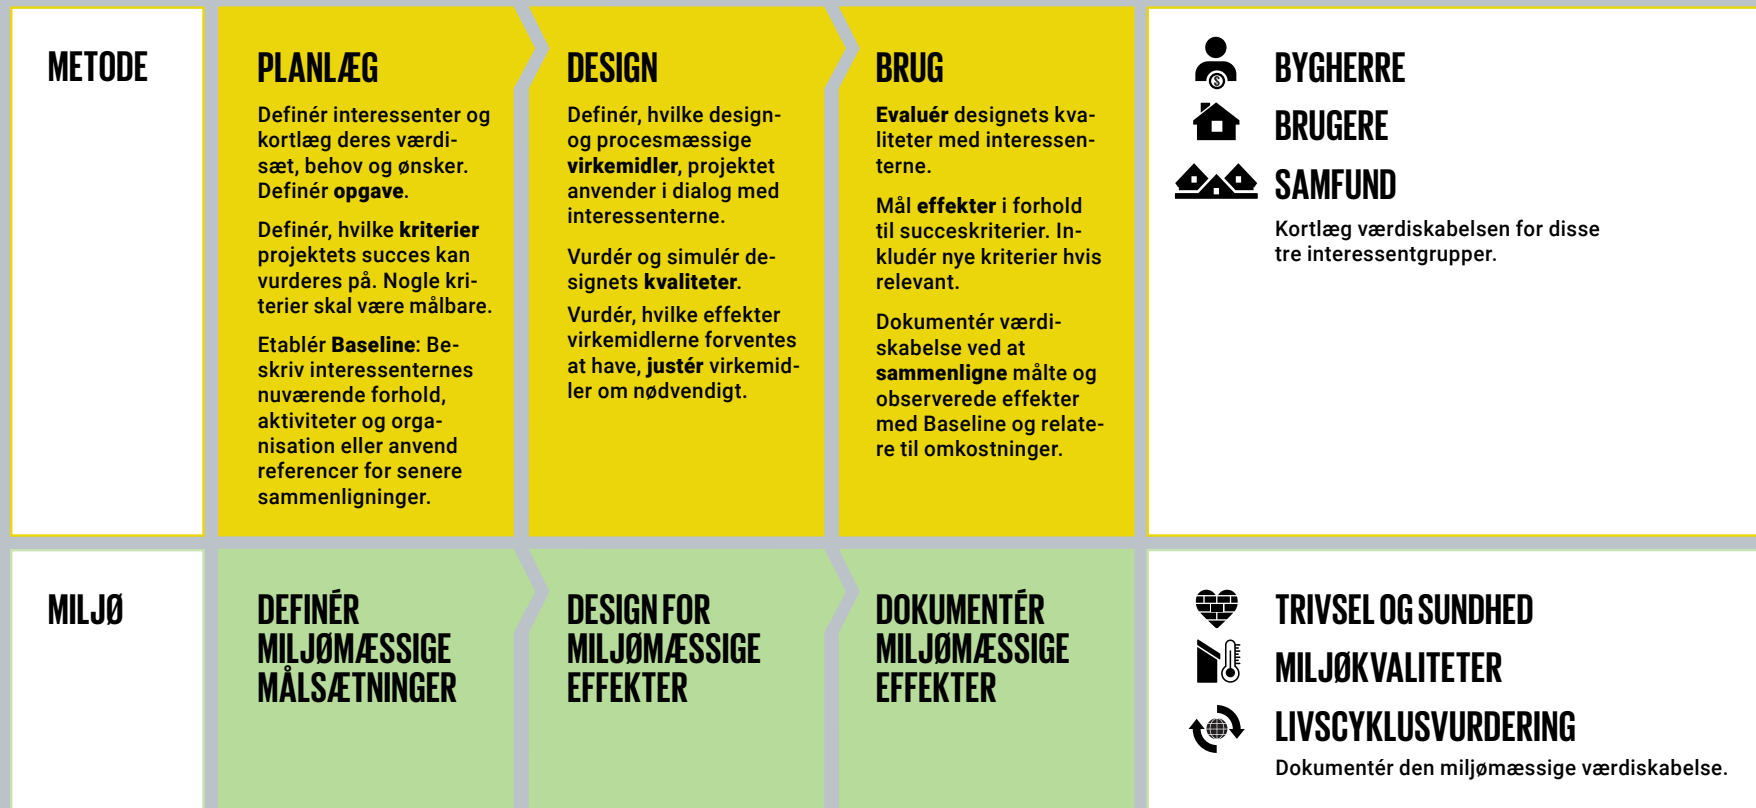 METODE
PLANLÆG
Definér interessenter og
kortlæg deres værdi-
sæt, behov og ønsker.
Definér opgave.
Definér, hvilke kriterier
projektets succes kan
vurderes på. Nogle kri-
terier skal være målbare.
Etablér Baseline: Be-
skriv interessenternes
nuværende forhold,
aktiviteter og orga-
nisation eller anvend
referencer for senere
sammenligninger.
DESIGN
Definér, hvilke design-
og procesmæssige
virkemidler, projektet
anvender i dialog med
interessenterne.
Vurdér og simulér de-
signets kvaliteter.
Vurdér, hvilke effekter
virkemidlerne forventes
at have, justér virkemid-
ler om nødvendigt.
BRUG
Evaluér designets kva-
liteter med interessen-
terne.
Mål effekter i forhold
til succeskriterier. In-
kludér nye kriterier hvis
relevant.
Dokumentér værdi-
skabelse ved at
sammenligne målte og
observerede effekter
med Baseline og relate-
re til omkostninger.
BYGHERRE
BRUGERE
SAMFUND
Kortlæg værdiskabelsen for disse
tre interessentgrupper.
MILJØ
DEFINÉR
MILJØMÆSSIGE
MÅLSÆTNINGER
DESIGN FOR
MILJØMÆSSIGE
EFFEKTER
DOKUMENTÉR
MILJØMÆSSIGE
EFFEKTER
TRIVSEL OG SUNDHED
MILJØKVALITETER
LIVSCYKLUSVURDERING
Dokumentér den miljømæssige værdiskabelse.